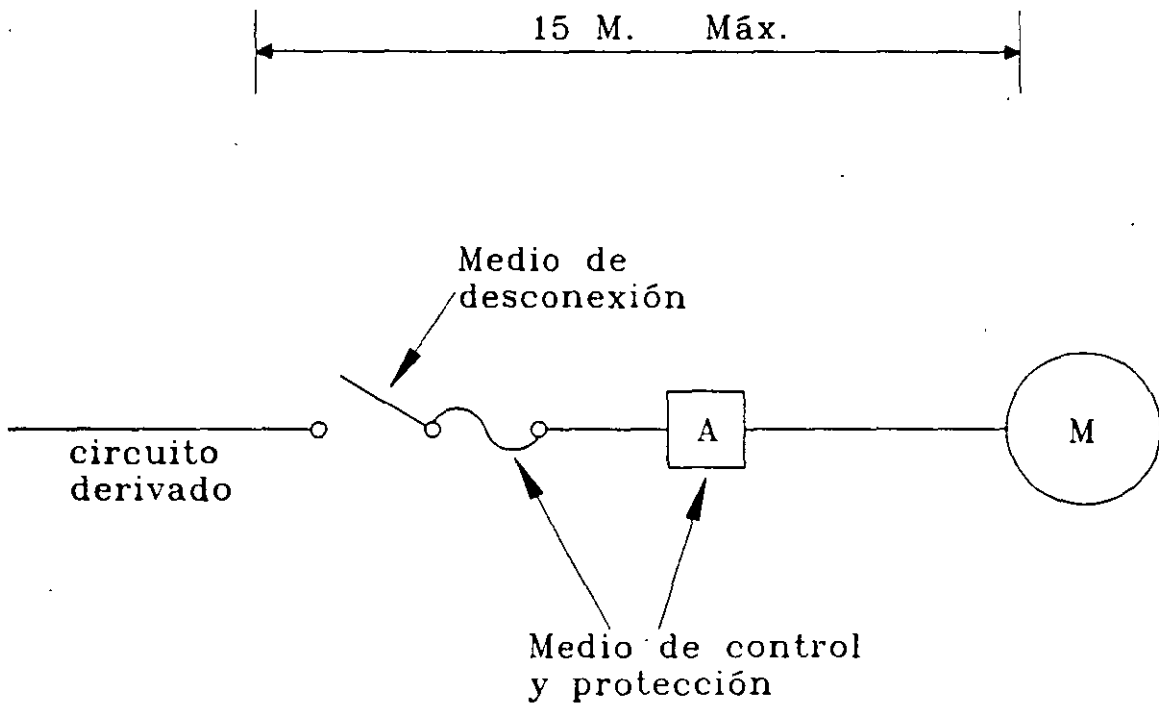 15 M. Máx.
Medio de
desconexión
circuito
derivado
A
M
Medio de control
y protección